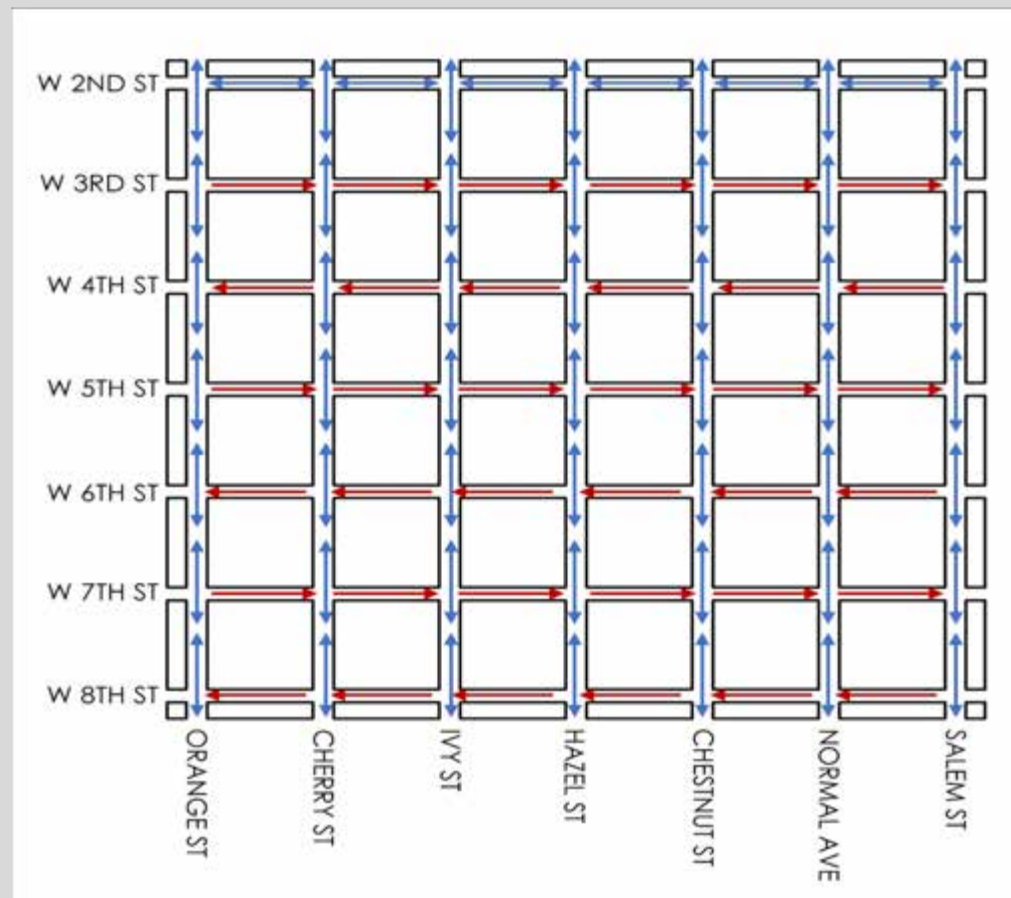 W 2ND ST
W 3RD ST
W 4TH ST
W 5TH ST
W 6TH ST
W 7TH ST
W 8TH ST
ORANGE ST
CHERRY ST
IVY ST
HAZEL ST
CHESTNUT ST
NORMAL AVE
SALEM ST